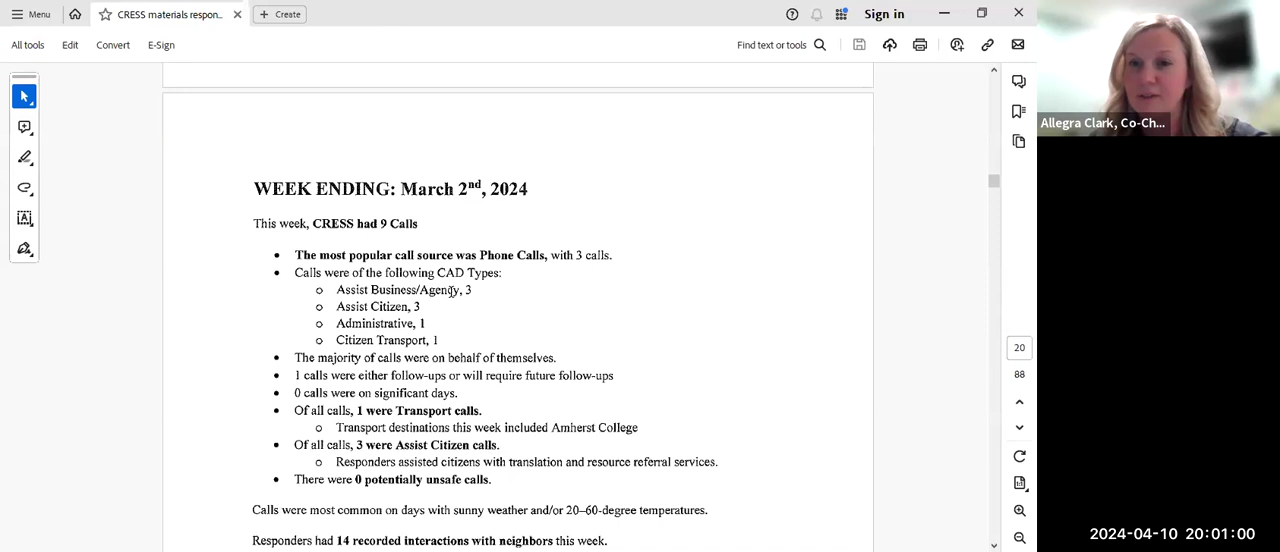 Menu
CRESS materials respon...
Create
Sign in
All tools
Edit
Convert
E-Sign
Find text or tools
Allegra Clark, Co-Ch...
WEEK ENDING: March 2nd, 2024
This week, CRESS had 9 Calls
• The most popular call source was Phone Calls, with 3 calls.
• Calls were of the following CAD Types:
o Assist Business/Agency, 3
o Assist Citizen, 3
o Administrative, 1
o Citizen Transport, 1
• The majority of calls were on behalf of themselves.
• 1 calls were either follow-ups or will require future follow-ups
• 0 calls were on significant days.
• Of all calls, 1 were Transport calls.
o Transport destinations this week included Amherst College
• Of all calls, 3 were Assist Citizen calls.
o Responders assisted citizens with translation and resource referral services.
• There were 0 potentially unsafe calls.
Calls were most common on days with sunny weather and/or 20–60-degree temperatures.
Responders had 14 recorded interactions with neighbors this week.
20
88
2024-04-10 20:01:00